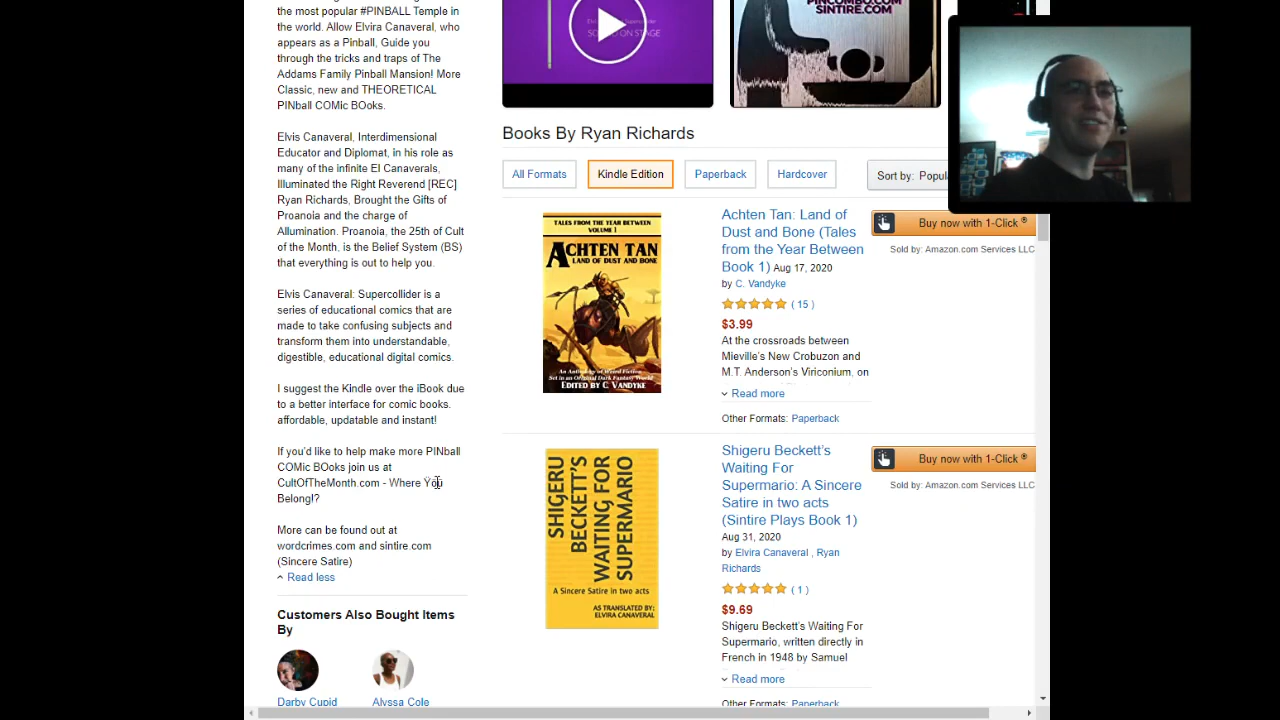 the most popular #PINBALL Temple in
the world. Allow Elvira Canaveral, who
appears as a Pinball, Guide you
through the tricks and traps of The
Addams Family Pinball Mansion! More
Classic, new and THEORETICAL
PINball COMic BOoks.
Elvis Canaveral, Interdimensional
Educator and Diplomat, in his role as
many of the infinite El Canaverals,
Illuminated the Right Reverend [REC]
Ryan Richards, Brought the Gifts of
Proanoia and the charge of
Allumination. Proanoia, the 25th of Cult
of the Month, is the Belief System (BS)
that everything is out to help you.
Elvis Canaveral: Supercollider is a
series of educational comics that are
made to take confusing subjects and
transform them into understandable,
digestible, educational digital comics.
I suggest the Kindle over the iBook due
to a better interface for comic books.
affordable, updatable and instant!
If you'd like to help make more PINball
COMic BOoks join us at
CultOfTheMonth.com - Where You
Belong!?
More can be found out at
wordcrimes.com and sintire.com
(Sincere Satire)
Read less
Customers Also Bought Items
By
Darby Cupid
Alyssa Cole
PINCOMBO.COM
SINTIRE.COM
Books By Ryan Richards
All Formats
Kindle Edition
Paperback
Hardcover
Sort by: Popul
TALES FROM THE YEAR BETWEEN
VOLUME 1
ACHTEN TAN
LAND OF DUST AND BONE
An Anthology of Weird Fiction
Set in an Original Dark Fantasy World
EDITED BY C. VANDYKE
Achten Tan: Land of
Dust and Bone (Tales
from the Year Between
Book 1) Aug 17, 2020
by C. Vandyke
( 15 )
$3.99
At the crossroads between
Mieville's New Crobuzon and
M.T. Anderson's Viriconium, on
Read more
Other Formats: Paperback
Buy now with 1-Click ®
Sold by: Amazon.com Services LLC
SHIGERU
BECKETT'S
WAITING FOR
SUPERMARIO
A Sincere Satire in two acts
AS TRANSLATED BY:
ELVIRA CANAVERAL
Shigeru Beckett's
Waiting For
Supermario: A Sincere
Satire in two acts
(Sintire Plays Book 1)
Aug 31, 2020
by Elvira Canaveral , Ryan
Richards
( 1 )
$9.69
Shigeru Beckett's Waiting For
Supermario, written directly in
French in 1948 by Samuel
Read more
Other Formats: Paperback
Buy now with 1-Click ®
Sold by: Amazon.com Services LLC